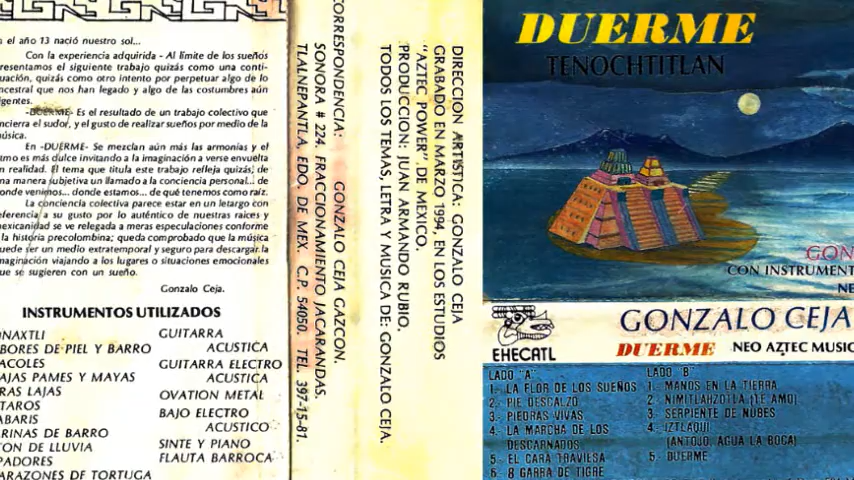 el año 13 nació nuestro sol...
Con la experiencia adquirida - Al límite de los sueños
presentamos el siguiente trabajo quizás como una conti-
nuación, quizás como otro intento por perpetuar algo de lo
ancestral que nos han legado y algo de las costumbres aún
vigentes.
-DUERME- Es el resultado de un trabajo colectivo que
encierra el sudor, y el gusto de realizar sueños por medio de la
música.
En -DUERME- Se mezclan aún más las armonías y el
ritmo es más dulce invitando a la imaginación a verse envuelta
en realidad. El tema que titula este trabajo refleja quizás, de
una manera subjetiva un llamado a la conciencia personal... de
donde venimos... donde estamos... de qué tenemos como raíz.
La conciencia colectiva parece estar en un letargo con
referencia a su gusto por lo auténtico de nuestras raíces y
mexicanidad se ve relegada a meras especulaciones conforme
a la historia precolombina; queda comprobado que la música
puede ser un medio extratemporal y seguro para descargar la
imaginación viajando a los lugares o situaciones emocionales
que se sugieren con un sueño.
Gonzalo Ceja.
INSTRUMENTOS UTILIZADOS
NAXTLI
BORES DE PIEL Y BARRO
ACOLES
AJAS PAMES Y MAYAS
RAS LAJAS
TAROS
ABARIS
RINAS DE BARRO
TON DE LLUVIA
PADORES
ARAZONES DE TORTUGA
GUITARRA
ACUSTICA
GUITARRA ELECTRO
ACUSTICA
OVATION METAL
BAJO ELECTRO
ACUSTICO
SINTE Y PIANO
FLAUTA BARROCA
CORRESPONDENCIA: GONZALO CEJA GAZCON.
SONORA # 224. FRACCIONAMIENTO JACARANDAS.
TLALNEPANTLA, EDO. DE MEX. C.P. 54050. TEL. 397-15-81.
DIRECCION ARTISTICA: GONZALO CEJA
GRABADO EN MARZO 1994, EN LOS ESTUDIOS
"AZTEC POWER", DE MEXICO.
PRODUCCION: JUAN ARMANDO RUBIO.
TODOS LOS TEMAS, LETRA Y MUSICA DE: GONZALO CEJA.
DUERME
TENOCHTITLAN
GON
CON INSTRUMENT
NE
EHECATL
GONZALO CEJA
DUERME NEO AZTEC MUSIC
LADO "A"
1.- LA FLOR DE LOS SUEÑOS
2.- PIE DESCALZO
3.- PIEDRAS VIVAS
4.- LA MARCHA DE LOS
DESCARNADOS
5.- EL CARA TRAVIESA
6.- 8 GARRA DE TIGRE
LADO "B"
1.- MANOS EN LA TIERRA
2.- NIMITLAHZOTLA (TE AMO)
3.- SERPIENTE DE NUBES
4.- IZTLAQUI
(ANTOJO, AGUA LA BOCA)
5.- DUERME